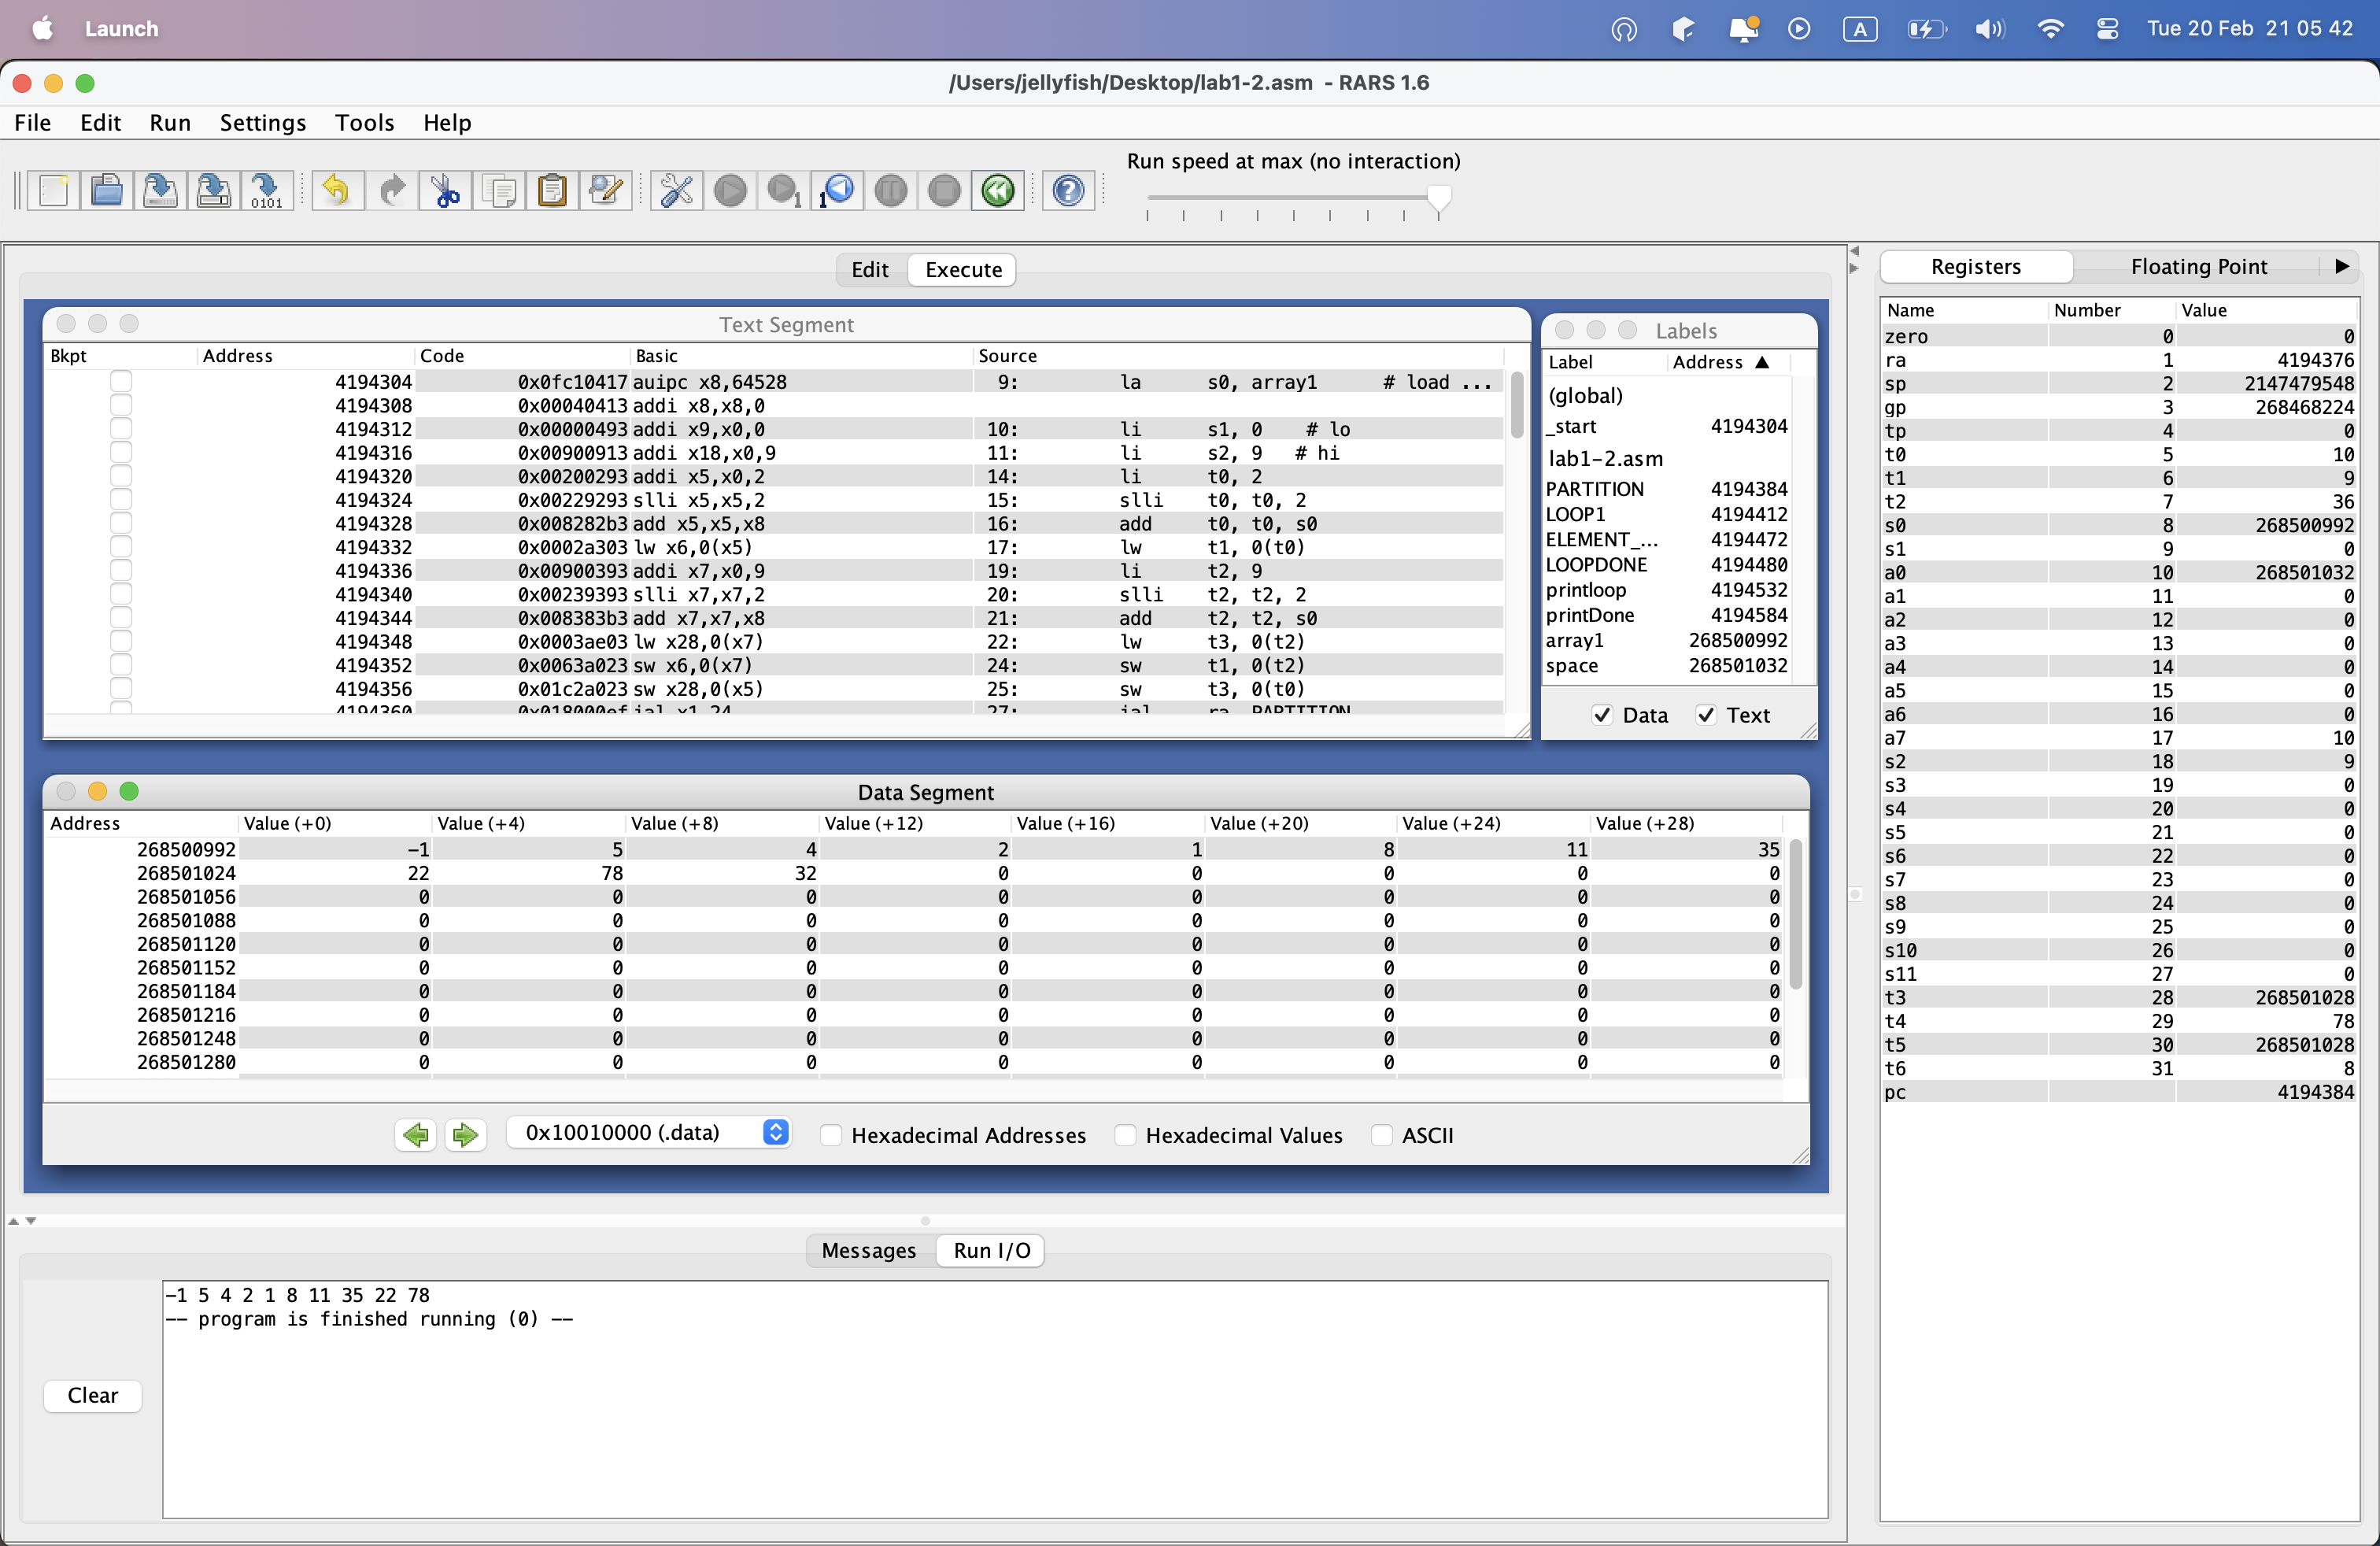 Launch
A
Tue 20 Feb 21 05 42
/Users/jellyfish/Desktop/lab1-2.asm - RARS 1.6
File Edit Run Settings Tools Help
Run speed at max (no interaction)
0101
1
1
?
Edit Execute
Text Segment
Bkpt Address Code Basic Source
4194304 0x0fc10417 auipc x8,64528 9: la s0, array1 # load ...
4194308 0x00040413 addi x8,x8,0
4194312 0x00000493 addi x9,x0,0 10: li s1, 0 # lo
4194316 0x00900913 addi x18,x0,9 11: li s2, 9 # hi
4194320 0x00200293 addi x5,x0,2 14: li t0, 2
4194324 0x00229293 slli x5,x5,2 15: slli t0, t0, 2
4194328 0x008282b3 add x5,x5,x8 16: add t0, t0, s0
4194332 0x0002a303 lw x6,0(x5) 17: lw t1, 0(t0)
4194336 0x00900393 addi x7,x0,9 19: li t2, 9
4194340 0x00239393 slli x7,x7,2 20: slli t2, t2, 2
4194344 0x008383b3 add x7,x7,x8 21: add t2, t2, s0
4194348 0x0003ae03 lw x28,0(x7) 22: lw t3, 0(t2)
4194352 0x0063a023 sw x6,0(x7) 24: sw t1, 0(t2)
4194356 0x01c2a023 sw x28,0(x5) 25: sw t3, 0(t0)
4194360 0x018000ef jal x1,24 27: jal ra, PARTITION
Labels
Label Address ▲
(global)
_start 4194304
lab1-2.asm
PARTITION 4194384
LOOP1 4194412
ELEMENT_... 4194472
LOOPDONE 4194480
printloop 4194532
printDone 4194584
array1 268500992
space 268501032
Data Text
Data Segment
Address Value (+0) Value (+4) Value (+8) Value (+12) Value (+16) Value (+20) Value (+24) Value (+28)
268500992 -1 5 4 2 1 8 11 35
268501024 22 78 32 0 0 0 0 0
268501056 0 0 0 0 0 0 0 0
268501088 0 0 0 0 0 0 0 0
268501120 0 0 0 0 0 0 0 0
268501152 0 0 0 0 0 0 0 0
268501184 0 0 0 0 0 0 0 0
268501216 0 0 0 0 0 0 0 0
268501248 0 0 0 0 0 0 0 0
268501280 0 0 0 0 0 0 0 0
0x10010000 (.data) Hexadecimal Addresses Hexadecimal Values ASCII
Messages Run I/O
-1 5 4 2 1 8 11 35 22 78
-- program is finished running (0) --
Clear
Registers Floating Point
Name Number Value
zero 0 0
ra 1 4194376
sp 2 2147479548
gp 3 268468224
tp 4 0
t0 5 10
t1 6 9
t2 7 36
s0 8 268500992
s1 9 0
a0 10 268501032
a1 11 0
a2 12 0
a3 13 0
a4 14 0
a5 15 0
a6 16 0
a7 17 10
s2 18 9
s3 19 0
s4 20 0
s5 21 0
s6 22 0
s7 23 0
s8 24 0
s9 25 0
s10 26 0
s11 27 0
t3 28 268501028
t4 29 78
t5 30 268501028
t6 31 8
pc 4194384